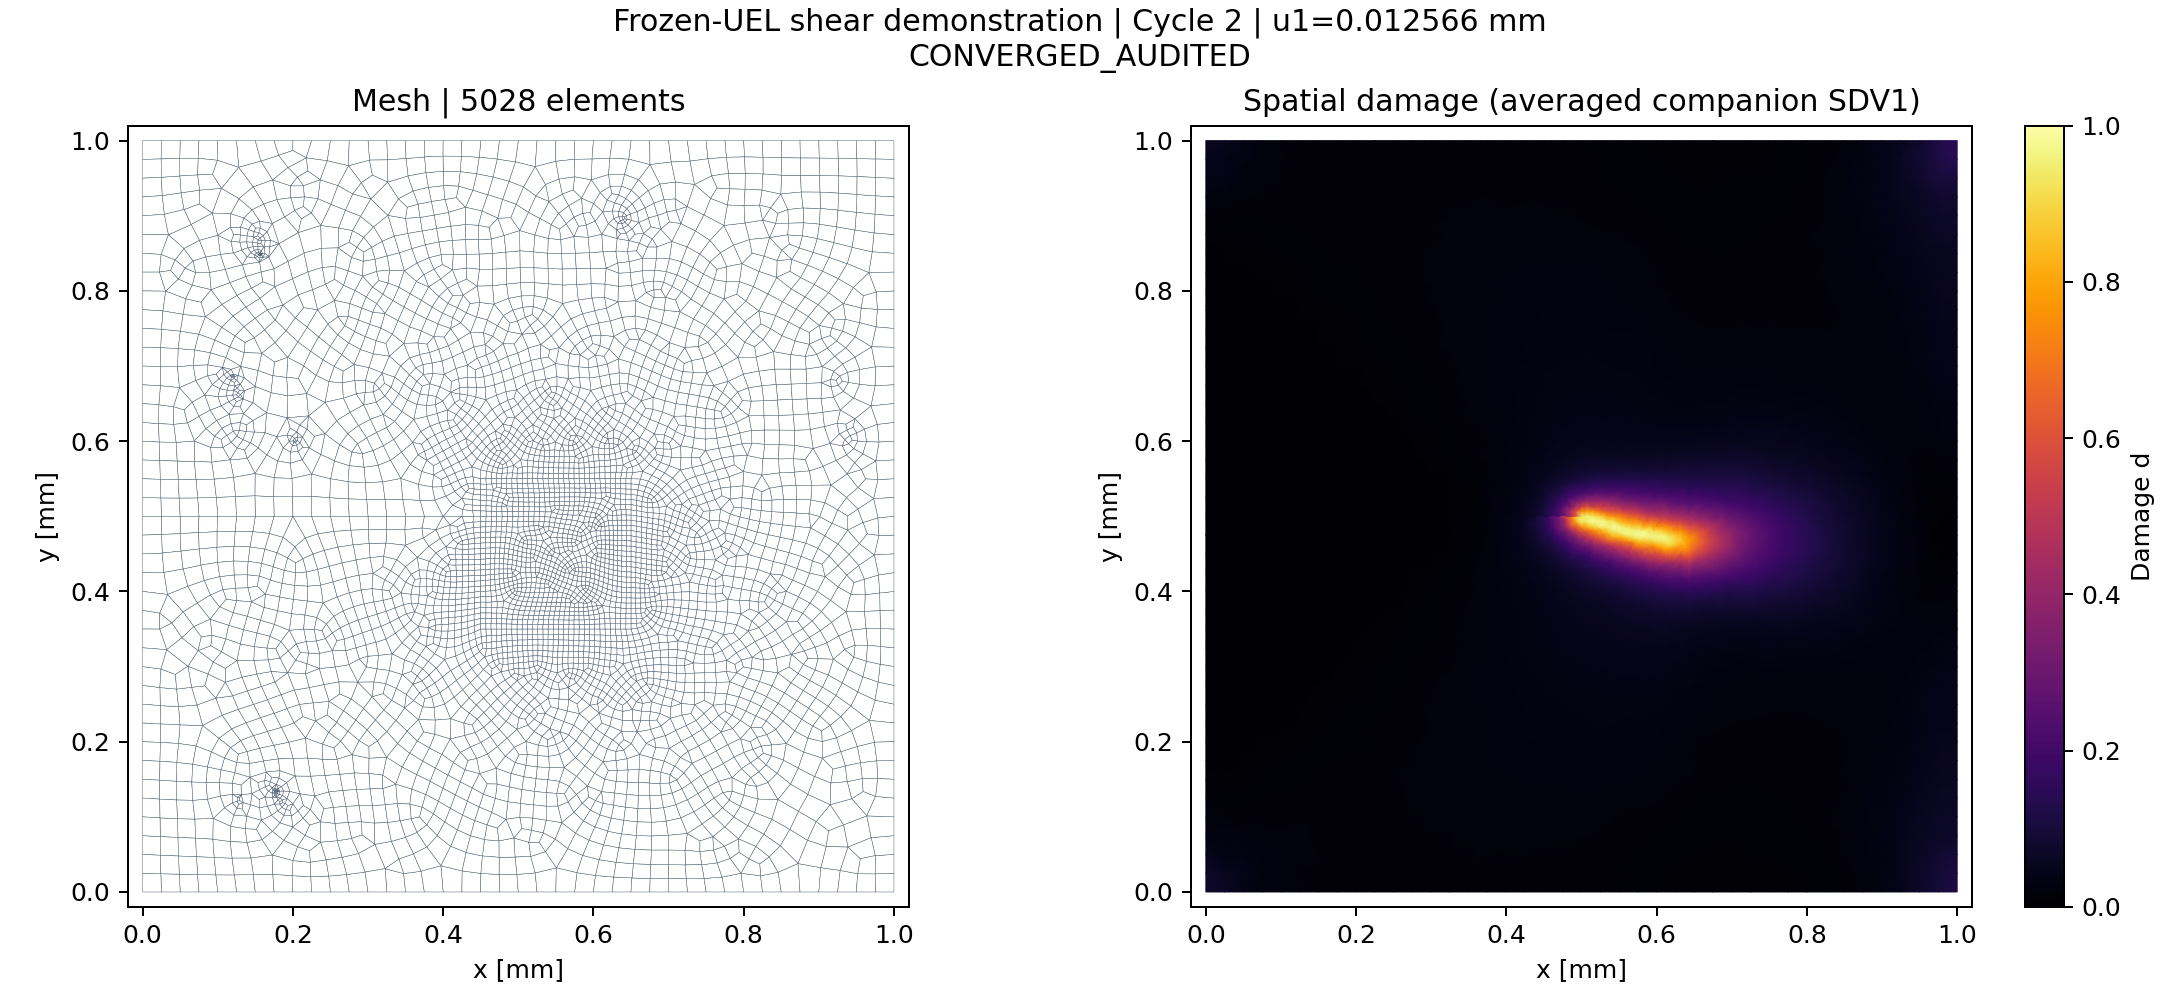 Frozen-UEL shear demonstration | Cycle 2 | u1=0.012566 mm
CONVERGED_AUDITED
Mesh | 5028 elements
1.0
0.8
0.6
0.4
0.2
0.0
y [mm]
0.0 0.2 0.4 0.6 0.8 1.0
x [mm]
Spatial damage (averaged companion SDV1)
1.0
0.8
0.6
0.4
0.2
0.0
y [mm]
0.0 0.2 0.4 0.6 0.8 1.0
x [mm]
1.0
0.8
0.6
0.4
0.2
0.0
Damage d